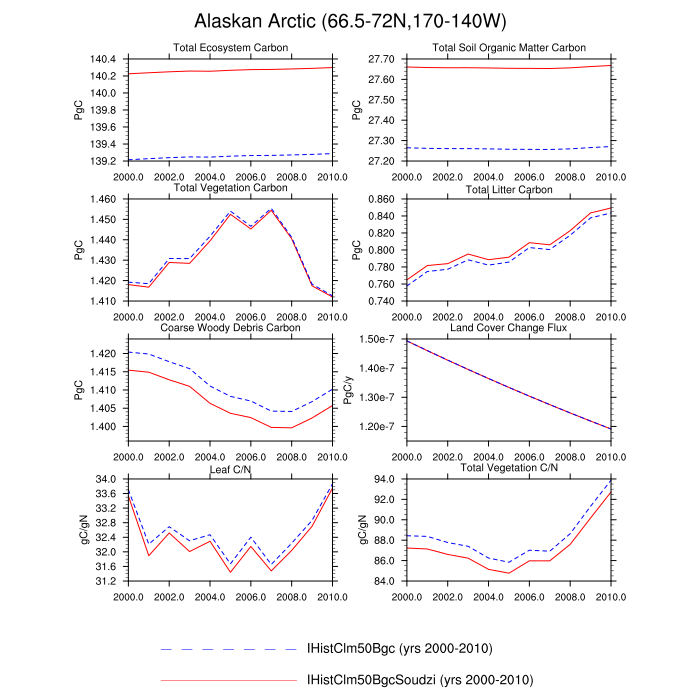 Alaskan Arctic (66.5-72N,170-140W)
Total Ecosystem Carbon
PgC
140.4
140.2
140.0
139.8
139.6
139.4
139.2
2000.0 2002.0 2004.0 2006.0 2008.0 2010.0
Total Soil Organic Matter Carbon
PgC
27.70
27.60
27.50
27.40
27.30
27.20
2000.0 2002.0 2004.0 2006.0 2008.0 2010.0
Total Vegetation Carbon
PgC
1.460
1.450
1.440
1.430
1.420
1.410
2000.0 2002.0 2004.0 2006.0 2008.0 2010.0
Total Litter Carbon
PgC
0.860
0.840
0.820
0.800
0.780
0.760
0.740
2000.0 2002.0 2004.0 2006.0 2008.0 2010.0
Coarse Woody Debris Carbon
PgC
1.420
1.415
1.410
1.405
1.400
2000.0 2002.0 2004.0 2006.0 2008.0 2010.0
Land Cover Change Flux
PgC/y
1.50e-7
1.40e-7
1.30e-7
1.20e-7
2000.0 2002.0 2004.0 2006.0 2008.0 2010.0
Leaf C/N
gC/gN
34.0
33.6
33.2
32.8
32.4
32.0
31.6
31.2
2000.0 2002.0 2004.0 2006.0 2008.0 2010.0
Total Vegetation C/N
gC/gN
94.0
92.0
90.0
88.0
86.0
84.0
2000.0 2002.0 2004.0 2006.0 2008.0 2010.0
IHistClm50Bgc (yrs 2000-2010)
IHistClm50BgcSoudzi (yrs 2000-2010)